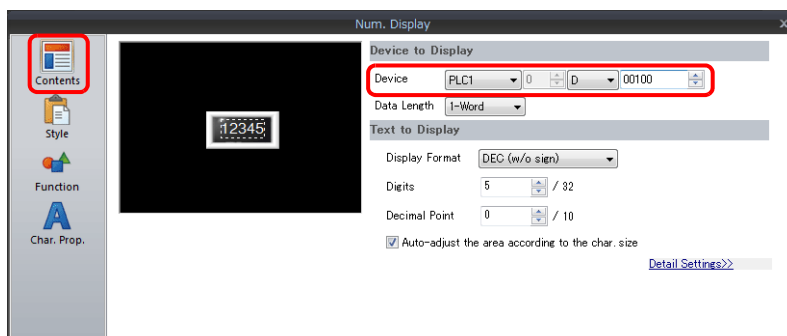 Num. Display
Contents
Style
Function
Char. Prop.
12345
Device to Display
Device PLC1 0 D 00100
Data Length 1-Word
Text to Display
Display Format DEC (w/o sign)
Digits 5 / 32
Decimal Point 0 / 10
Auto-adjust the area according to the char. size
Detail Settings>>